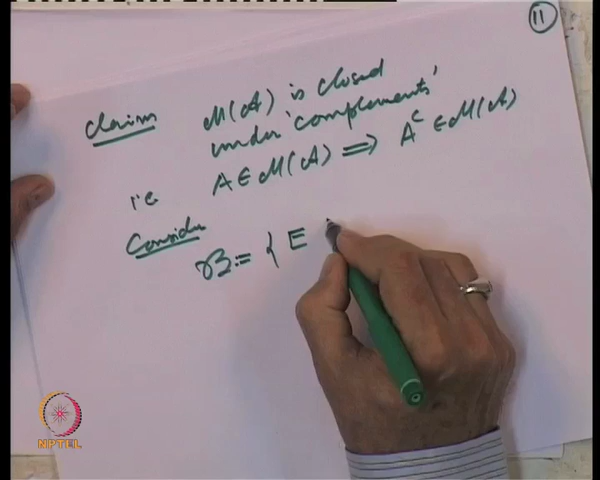 11
Claim M(A) is closed
under 'complements'
i.e A ∈ M(A) ⟹ A^c ∈ M(A)
Consider
B := { E
NPTEL